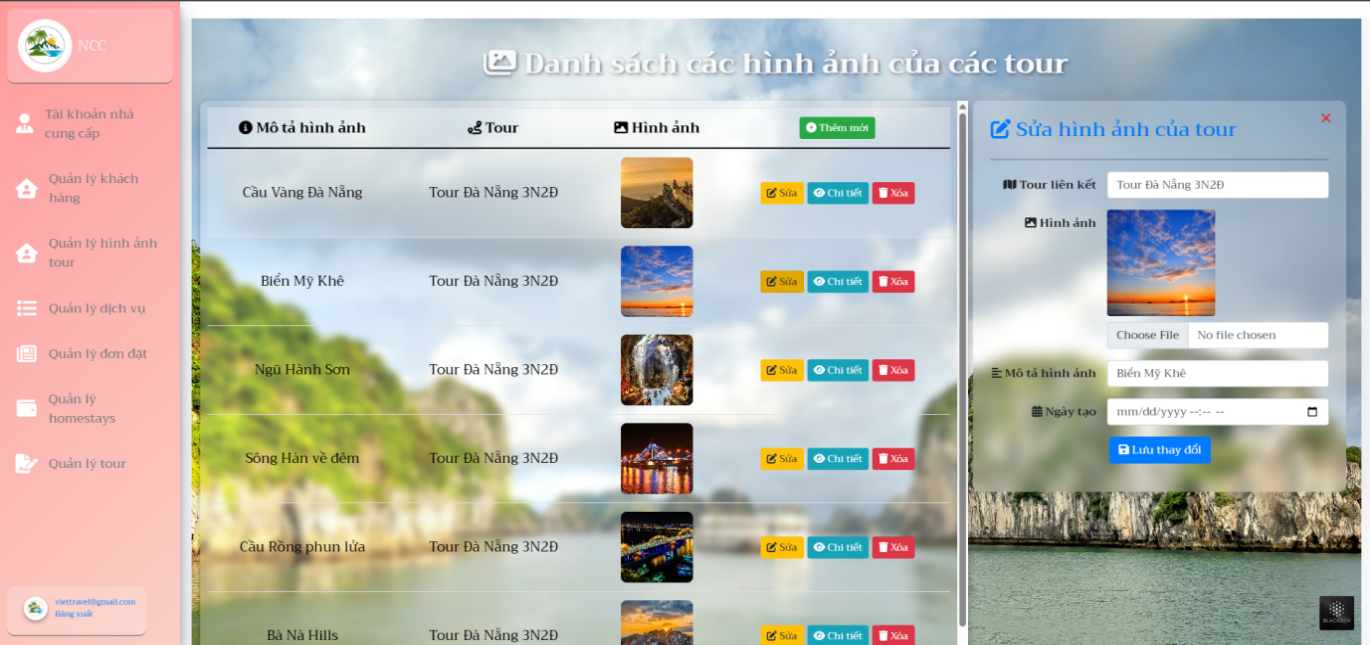 NCC
Tài khoản nhà
cung cấp
Quản lý khách
hàng
Quản lý hình ảnh
tour
Quản lý dịch vụ
Quản lý đơn đặt
Quản lý
homestays
Quản lý tour
viettravel@gmail.com
Đăng xuất
Danh sách các hình ảnh của các tour
Mô tả hình ảnh Tour Hình ảnh Thêm mới
Cầu Vàng Đà Nẵng Tour Đà Nẵng 3N2Đ Sửa Chi tiết Xóa
Biển Mỹ Khê Tour Đà Nẵng 3N2Đ Sửa Chi tiết Xóa
Ngũ Hành Sơn Tour Đà Nẵng 3N2Đ Sửa Chi tiết Xóa
Sông Hàn về đêm Tour Đà Nẵng 3N2Đ Sửa Chi tiết Xóa
Cầu Rồng phun lửa Tour Đà Nẵng 3N2Đ Sửa Chi tiết Xóa
Bà Nà Hills Tour Đà Nẵng 3N2Đ Sửa Chi tiết Xóa
Sửa hình ảnh của tour
Tour liên kết Tour Đà Nẵng 3N2Đ
Hình ảnh
Choose File No file chosen
Mô tả hình ảnh Biển Mỹ Khê
Ngày tạo mm/dd/yyyy --:-- --
Lưu thay đổi
BLACKBOX